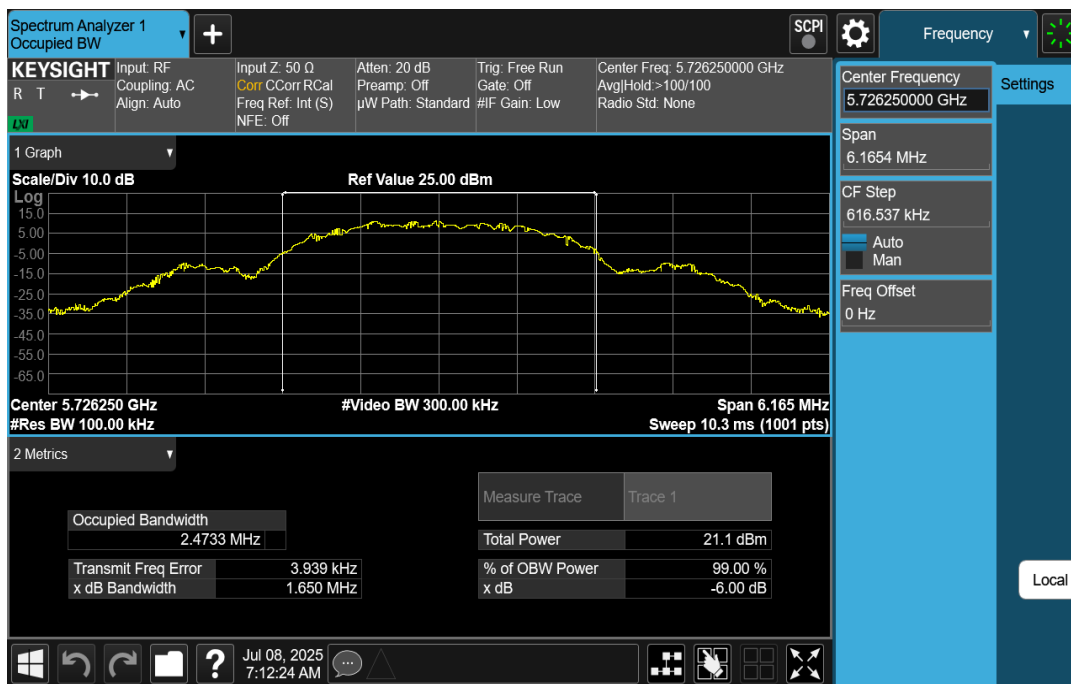 Spectrum Analyzer 1
Occupied BW
+
SCPI
Frequency
KEYSIGHT
R T
LXI
Input: RF
Coupling: AC
Align: Auto
Input Z: 50 Ω
Corr CCorr RCal
Freq Ref: Int (S)
NFE: Off
Atten: 20 dB
Preamp: Off
µW Path: Standard
Trig: Free Run
Gate: Off
#IF Gain: Low
Center Freq: 5.726250000 GHz
Avg|Hold:>100/100
Radio Std: None
Center Frequency
5.726250000 GHz
Settings
Span
6.1654 MHz
CF Step
616.537 kHz
Auto
Man
Freq Offset
0 Hz
Local
1 Graph
Scale/Div 10.0 dB
Ref Value 25.00 dBm
Log
15.0
5.00
-5.00
-15.0
-25.0
-35.0
-45.0
-55.0
-65.0
Center 5.726250 GHz
#Video BW 300.00 kHz
Span 6.165 MHz
#Res BW 100.00 kHz
Sweep 10.3 ms (1001 pts)
2 Metrics
Measure Trace
Trace 1
Occupied Bandwidth
2.4733 MHz
Total Power
21.1 dBm
Transmit Freq Error
3.939 kHz
% of OBW Power
99.00 %
x dB Bandwidth
1.650 MHz
x dB
-6.00 dB
?
Jul 08, 2025
7:12:24 AM